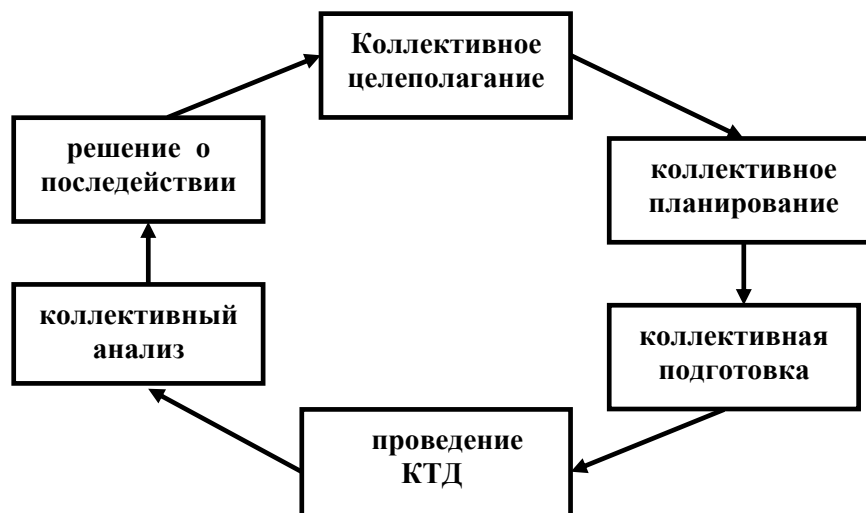 Коллективное
целеполагание
коллективное
планирование
коллективная
подготовка
проведение
КТД
коллективный
анализ
решение о
последействии